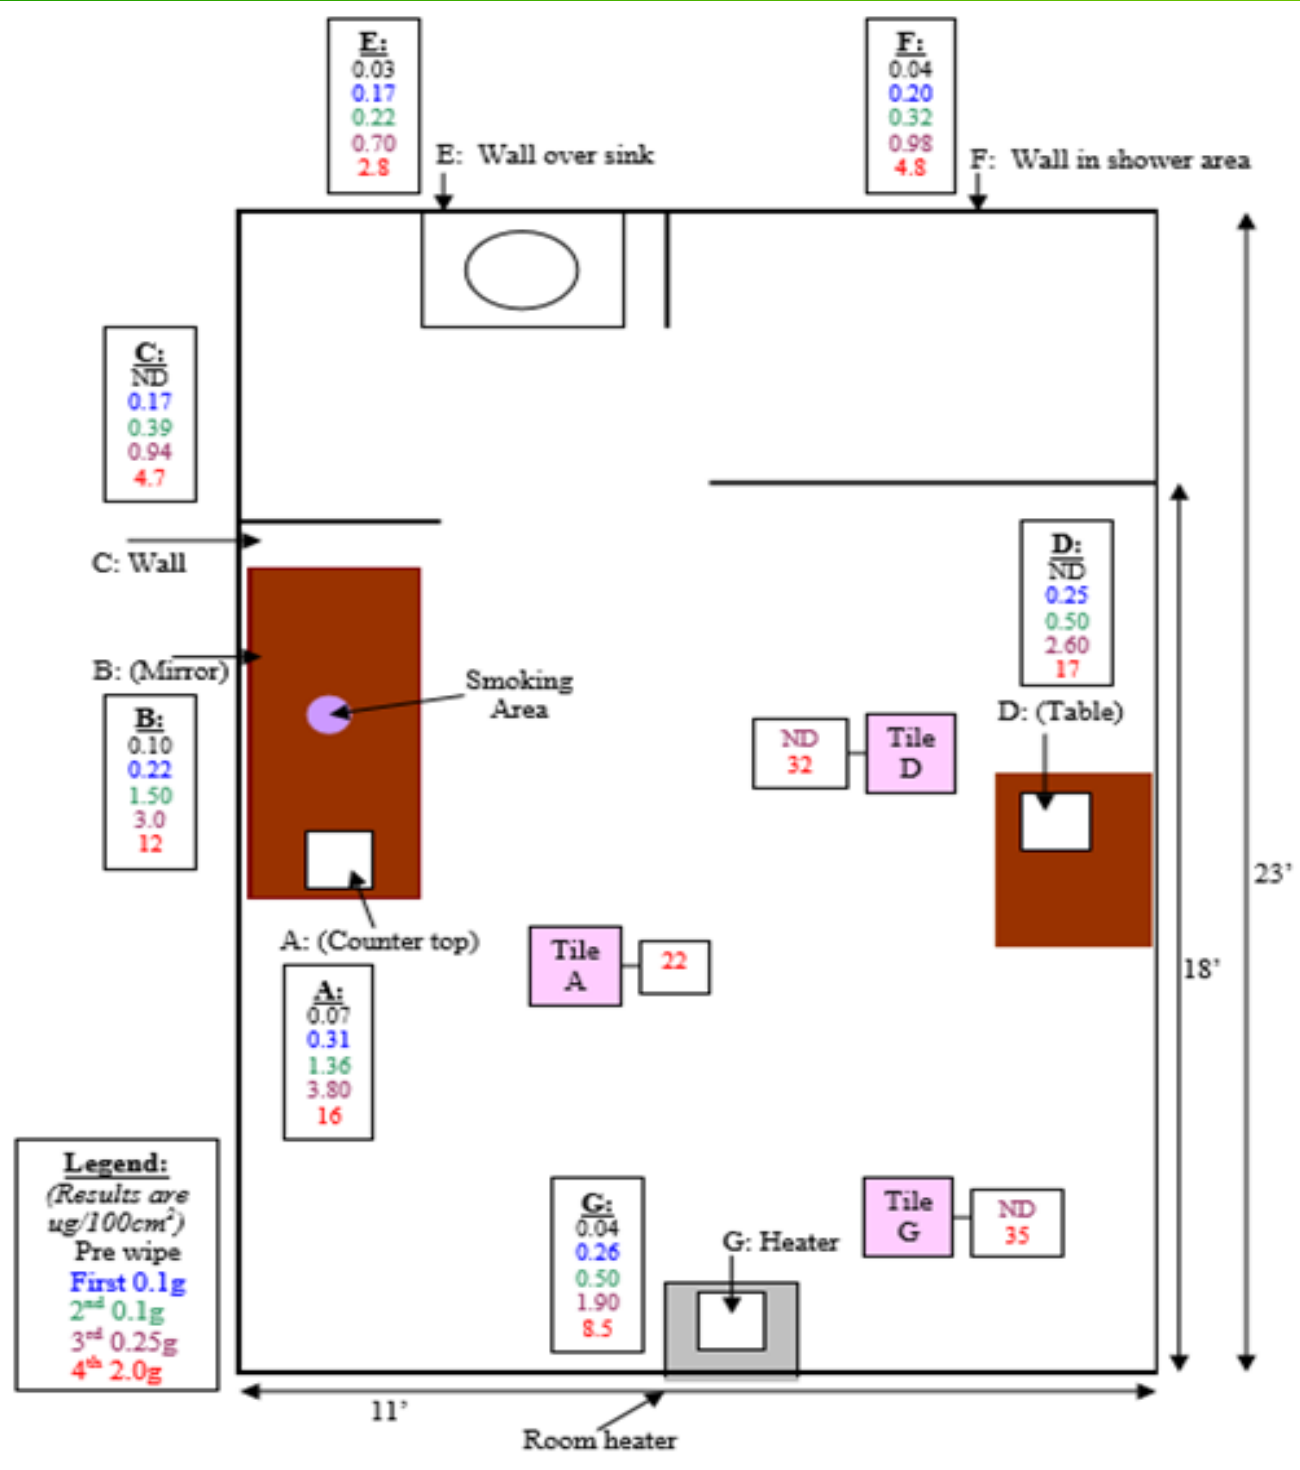 E:
0.03
0.17
0.22
0.70
2.8
E: Wall over sink
F:
0.04
0.20
0.32
0.98
4.8
F: Wall in shower area
C:
ND
0.17
0.39
0.94
4.7
C: Wall
B: (Mirror)
B:
0.10
0.22
1.50
3.0
12
Smoking
Area
D:
ND
0.25
0.50
2.60
17
D: (Table)
ND
32
Tile
D
23’
18’
A: (Counter top)
A:
0.07
0.31
1.36
3.80
16
Tile
A
22
Legend:
(Results are
ug/100cm²)
Pre wipe
First 0.1g
2nd 0.1g
3rd 0.25g
4th 2.0g
G:
0.04
0.26
0.50
1.90
8.5
G: Heater
Tile
G
ND
35
11’
Room heater